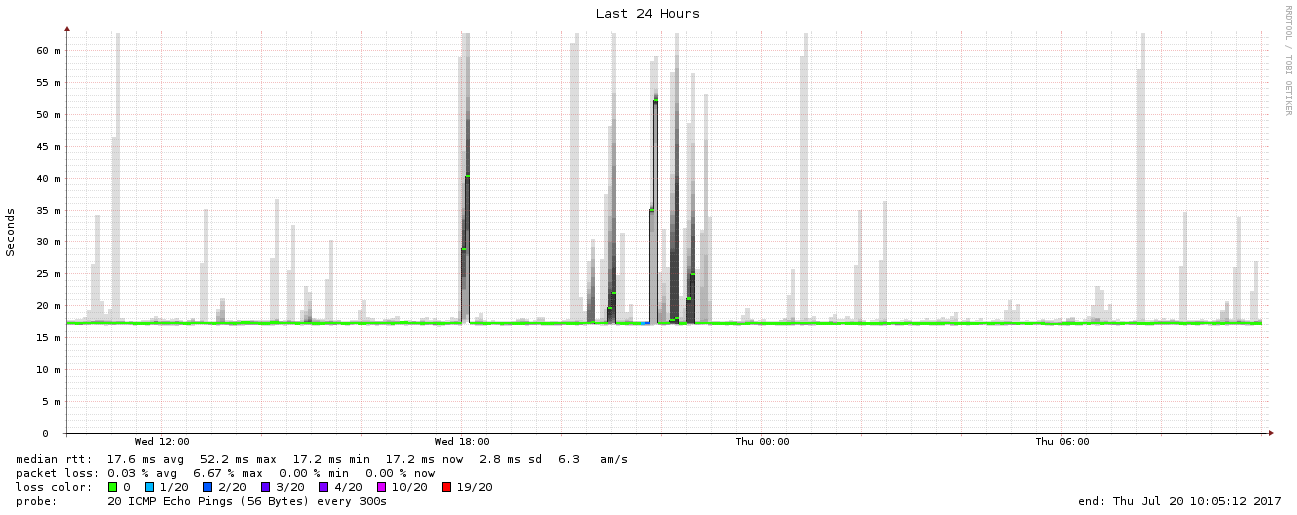 Last 24 Hours
RRDTOOL / TOBI OETIKER
Seconds
60 m
55 m
50 m
45 m
40 m
35 m
30 m
25 m
20 m
15 m
10 m
5 m
0
Wed 12:00 Wed 18:00 Thu 00:00 Thu 06:00
median rtt: 17.6 ms avg 52.2 ms max 17.2 ms min 17.2 ms now 2.8 ms sd 6.3 am/s
packet loss: 0.03 % avg 6.67 % max 0.00 % min 0.00 % now
loss color: 0 1/20 2/20 3/20 4/20 10/20 19/20
probe: 20 ICMP Echo Pings (56 Bytes) every 300s end: Thu Jul 20 10:05:12 2017